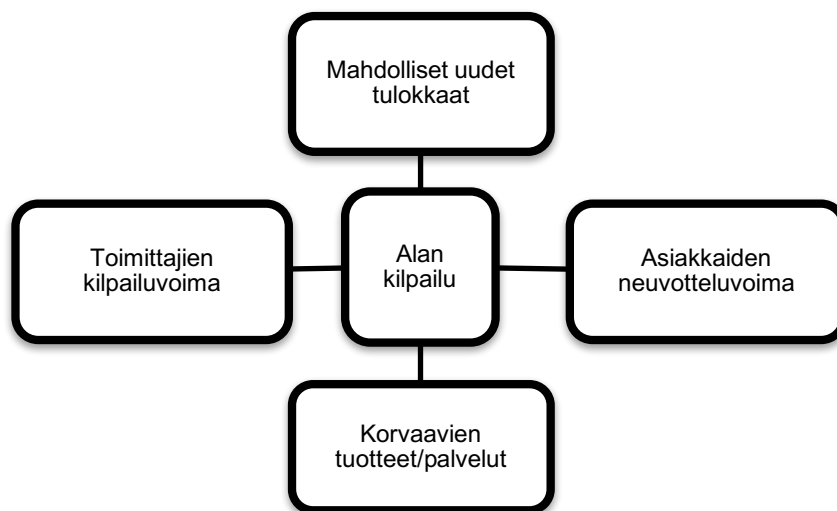 Mahdolliset uudet
tulokkaat
Toimittajien
kilpailuvoima
Alan
kilpailu
Asiakkaiden
neuvotteluvoima
Korvaavien
tuotteet/palvelut